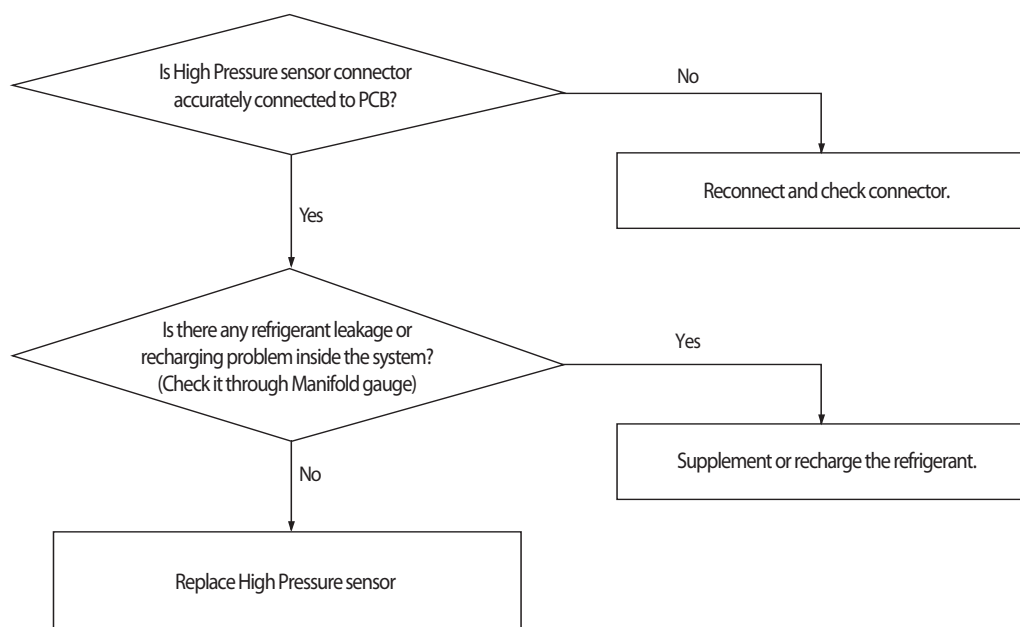 Is High Pressure sensor connector
accurately connected to PCB?
No
Reconnect and check connector.
Yes
Is there any refrigerant leakage or
recharging problem inside the system?
(Check it through Manifold gauge)
Yes
Supplement or recharge the refrigerant.
No
Replace High Pressure sensor